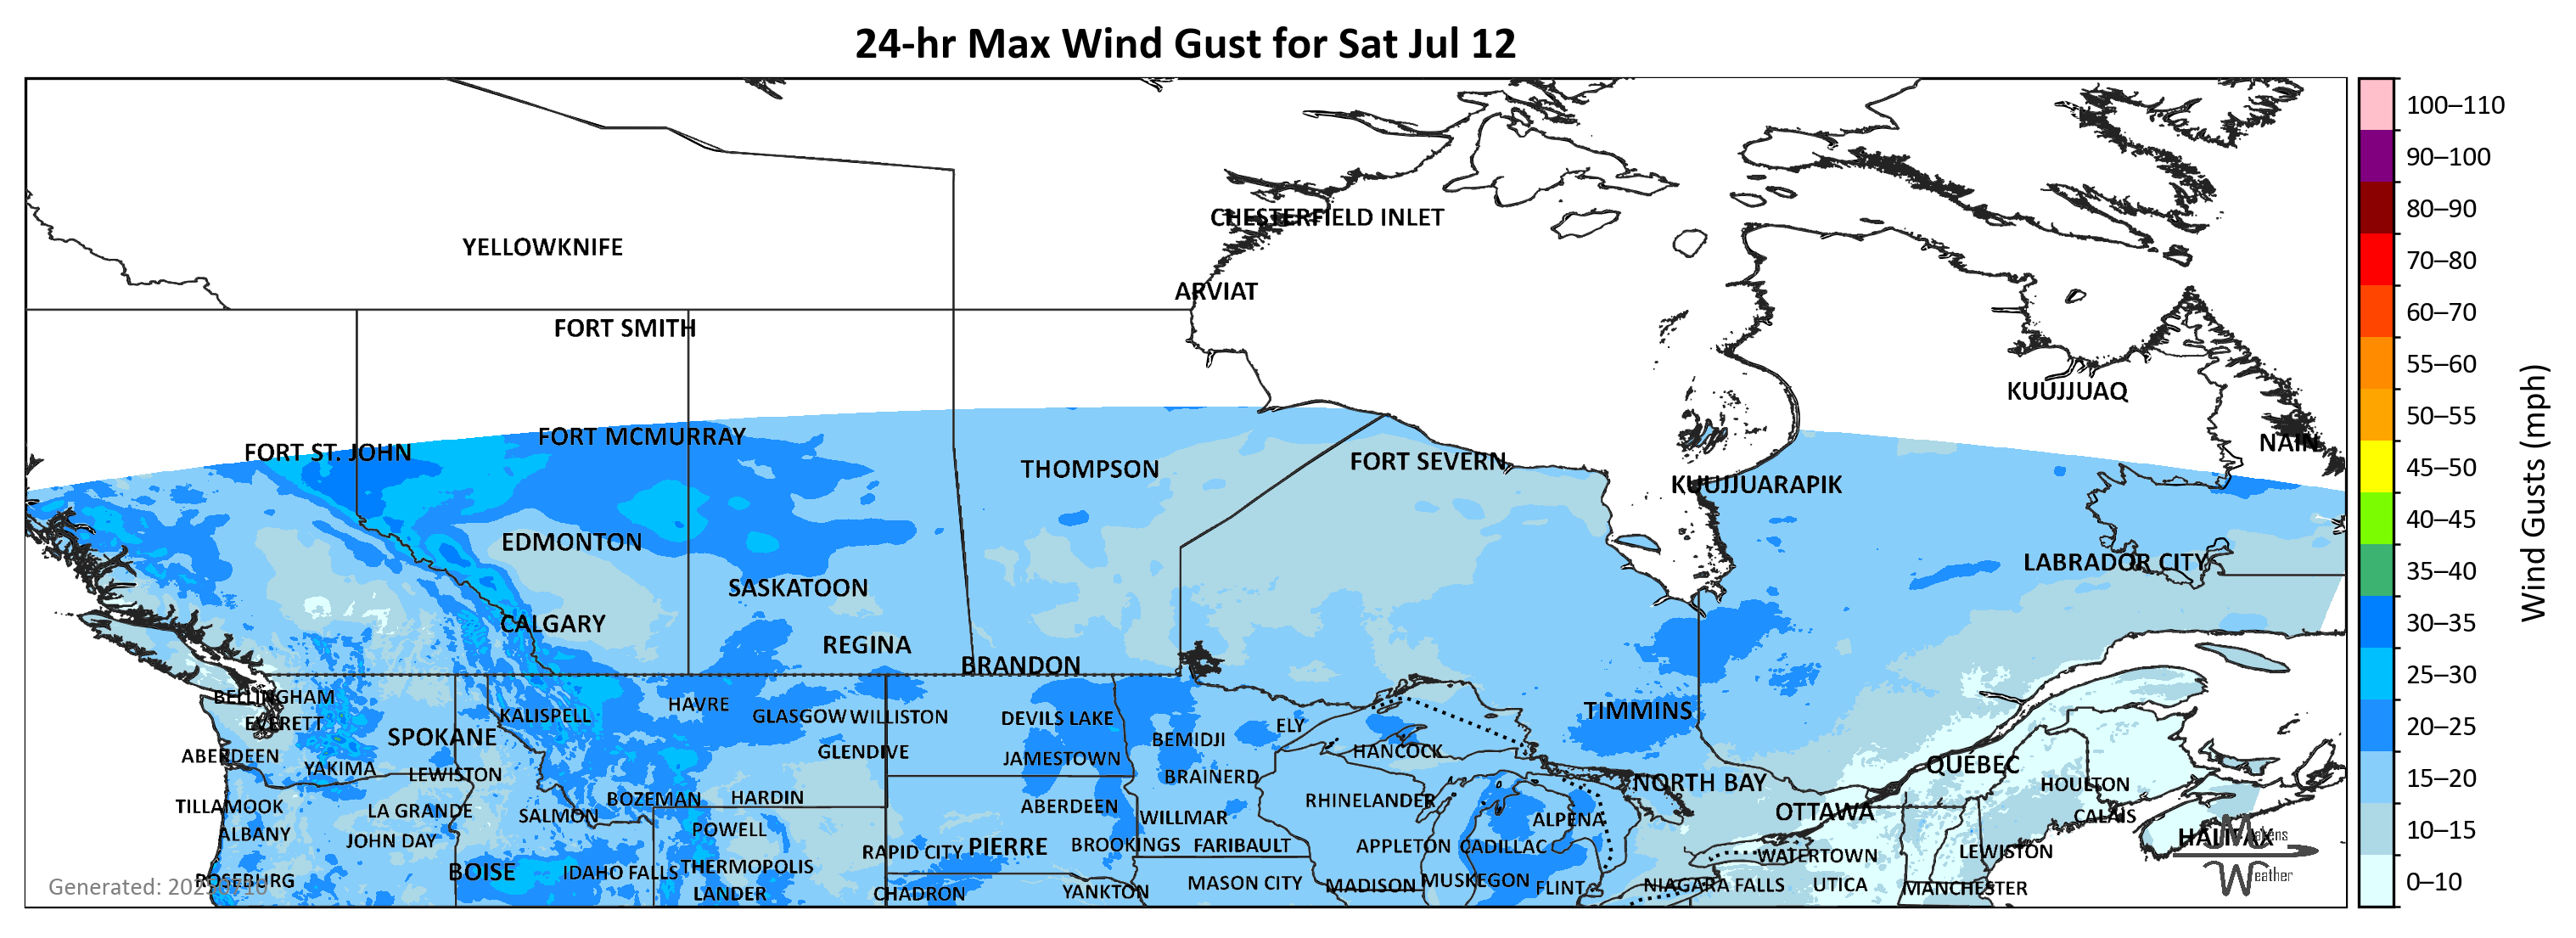 24-hr Max Wind Gust for Sat Jul 12
CHESTERFIELD INLET
YELLOWKNIFE
ARVIAT
FORT SMITH
KUUJJUAQ
FORT MCMURRAY
NAIN
FORT ST. JOHN
FORT SEVERN
THOMPSON
KUUJJUARAPIK
EDMONTON
LABRADOR CITY
SASKATOON
CALGARY
REGINA
BRANDON
BELLINGHAM
HAVRE
TIMMINS
KALISPELL
GLASGOW WILLISTON
DEVILS LAKE
EVERETT
ELY
SPOKANE
BEMIDJI
HANCOCK
GLENDIVE
ABERDEEN
JAMESTOWN
QUÉBEC
YAKIMA
LEWISTON
BRAINERD
NORTH BAY
HOULTON
BOZEMAN
HARDIN
RHINELANDER
TILLAMOOK
ABERDEEN
LA GRANDE
OTTAWA
SALMON
WILLMAR
CALAIS
ALPENA
POWELL
ALBANY
HALIFAX
Makens
JOHN DAY
PIERRE
BROOKINGS
FARIBAULT
APPLETON
CADILLAC
RAPID CITY
LEWISTON
WATERTOWN
THERMOPOLIS
BOISE
IDAHO FALLS
Weather
ROSEBURG
MUSKEGON
MASON CITY
MADISON
NIAGARA FALLS
UTICA
Generated:
FLINT
MANCHESTER
YANKTON
LANDER
CHADRON
100–110
90–100
80–90
70–80
60–70
55–60
50–55
45–50
40–45
35–40
30–35
25–30
20–25
15–20
10–15
0–10
Wind Gusts (mph)